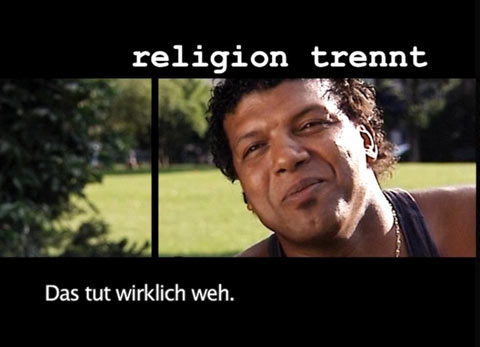 religion trennt
Das tut wirklich weh.